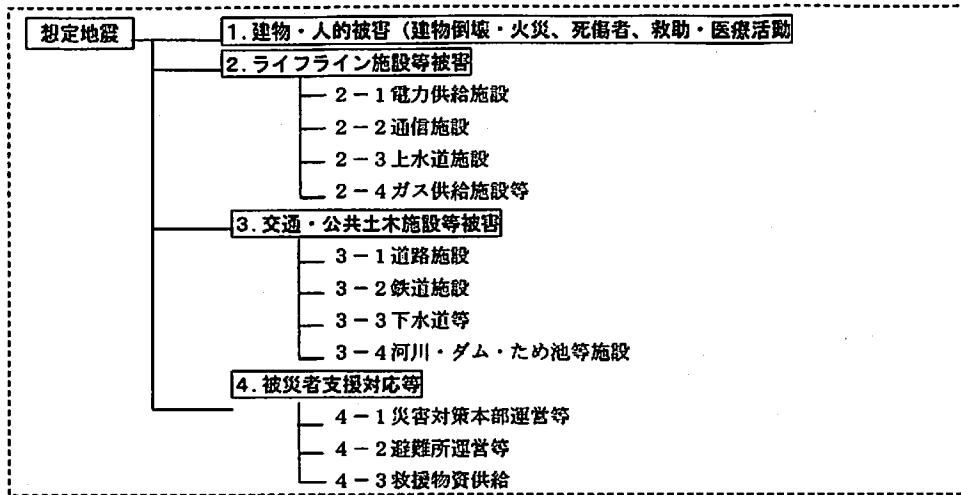 想定地震
1.建物・人的被害(建物倒壊・火災、死傷者、救助・医療活動
2.ライフライン施設等被害
2-1電力供給施設
2-2通信施設
2-3上水道施設
2-4ガス供給施設等
3.交通・公共土木施設等被害
3-1道路施設
3-2鉄道施設
3-3下水道等
3-4河川・ダム・ため池等施設
4.被災者支援対応等
4-1災害対策本部運営等
4-2避難所運営等
4-3救援物資供給